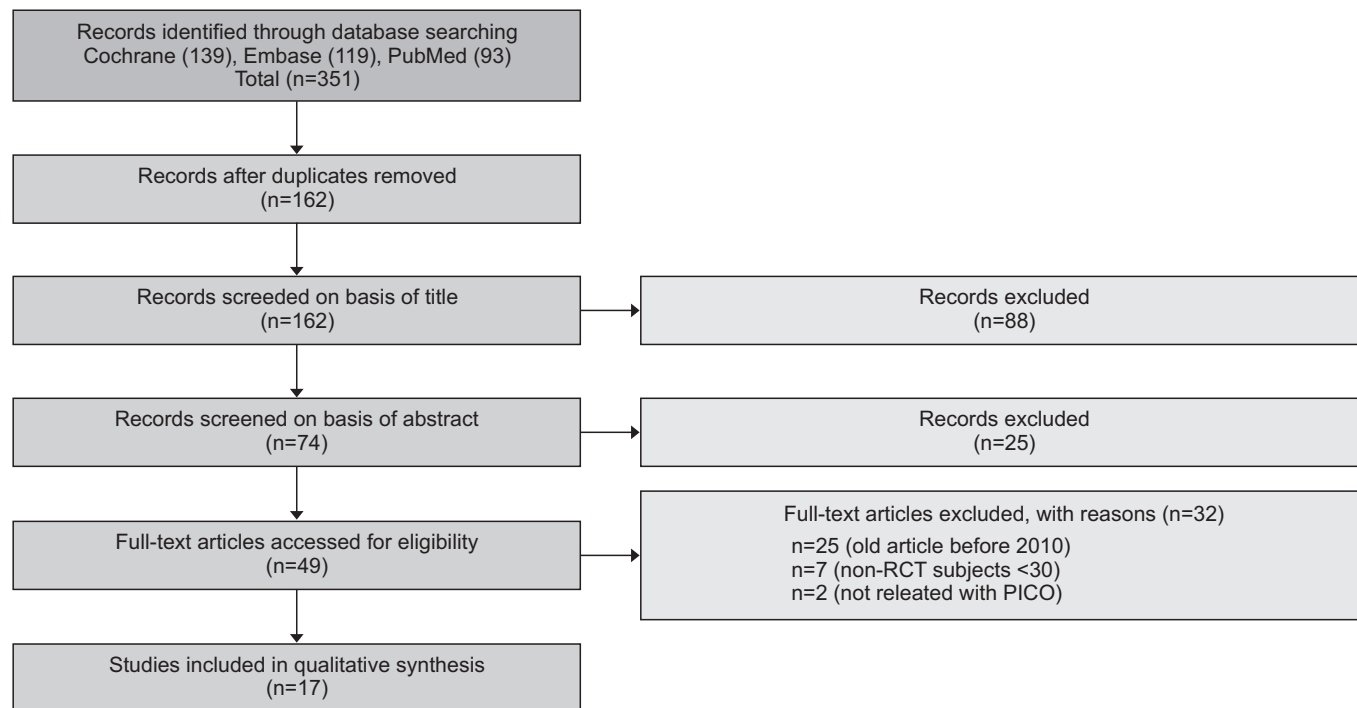 Records identified through database searching
Cochrane (139), Embase (119), PubMed (93)
Total (n=351)
Records after duplicates removed
(n=162)
Records screeded on basis of title
(n=162)
Records excluded
(n=88)
Records screened on basis of abstract
(n=74)
Records excluded
(n=25)
Full-text articles accessed for eligibility
(n=49)
Full-text articles excluded, with reasons (n=32)
n=25 (old article before 2010)
n=7 (non-RCT subjects <30)
n=2 (not releated with PICO)
Studies included in qualitative synthesis
(n=17)